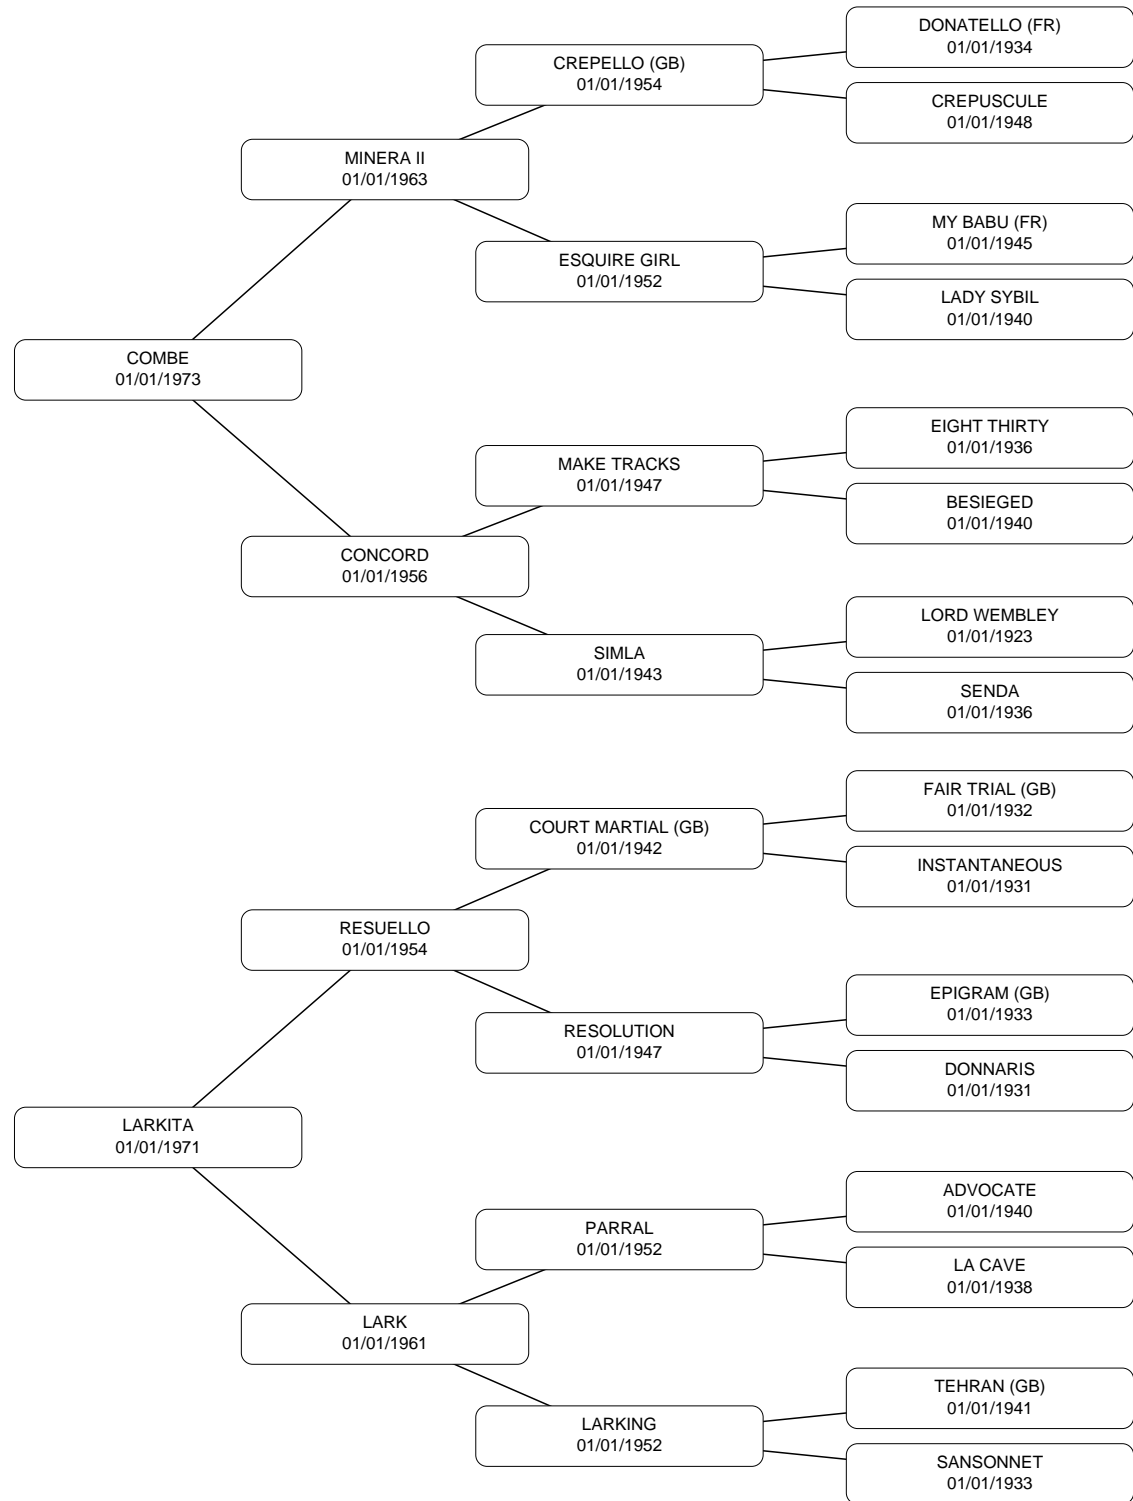 DONATELLO (FR)
01/01/1934
CREPELLO (GB)
01/01/1954
CREPUSCULE
01/01/1948
MINERA II
01/01/1963
MY BABU (FR)
01/01/1945
ESQUIRE GIRL
01/01/1952
LADY SYBIL
01/01/1940
COMBE
01/01/1973
EIGHT THIRTY
01/01/1936
MAKE TRACKS
01/01/1947
BESIEGED
01/01/1940
CONCORD
01/01/1956
LORD WEMBLEY
01/01/1923
SIMLA
01/01/1943
SENDA
01/01/1936
FAIR TRIAL (GB)
01/01/1932
COURT MARTIAL (GB)
01/01/1942
INSTANTANEOUS
01/01/1931
RESUELLO
01/01/1954
EPIGRAM (GB)
01/01/1933
RESOLUTION
01/01/1947
DONNARIS
01/01/1931
LARKITA
01/01/1971
ADVOCATE
01/01/1940
PARRAL
01/01/1952
LA CAVE
01/01/1938
LARK
01/01/1961
TEHRAN (GB)
01/01/1941
LARKING
01/01/1952
SANSONNET
01/01/1933